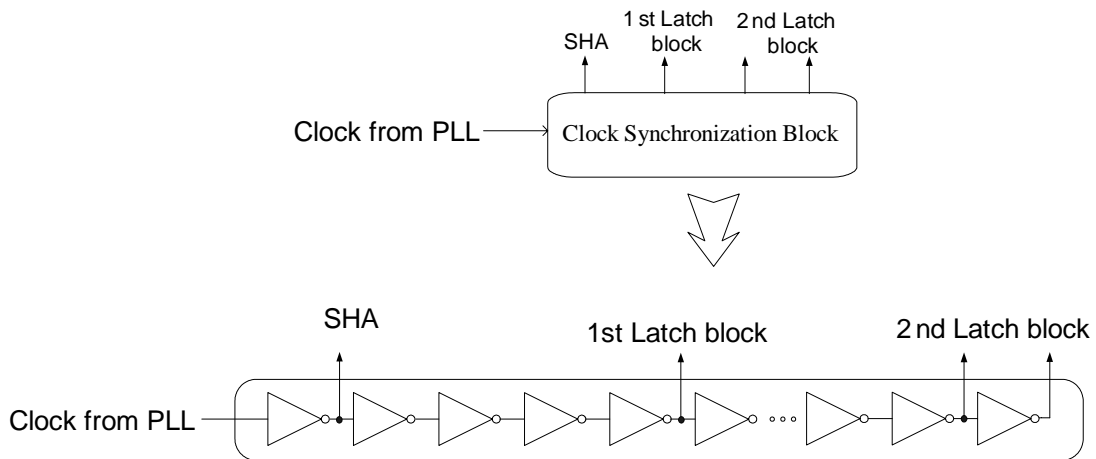 SHA
1 st Latch
block
2 nd Latch
block
Clock from PLL
Clock Synchronization Block
SHA
1st Latch block
2 nd Latch block
Clock from PLL